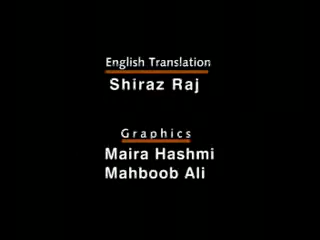 English Translation
Shiraz Raj
Graphics
Maira Hashmi
Mahboob Ali